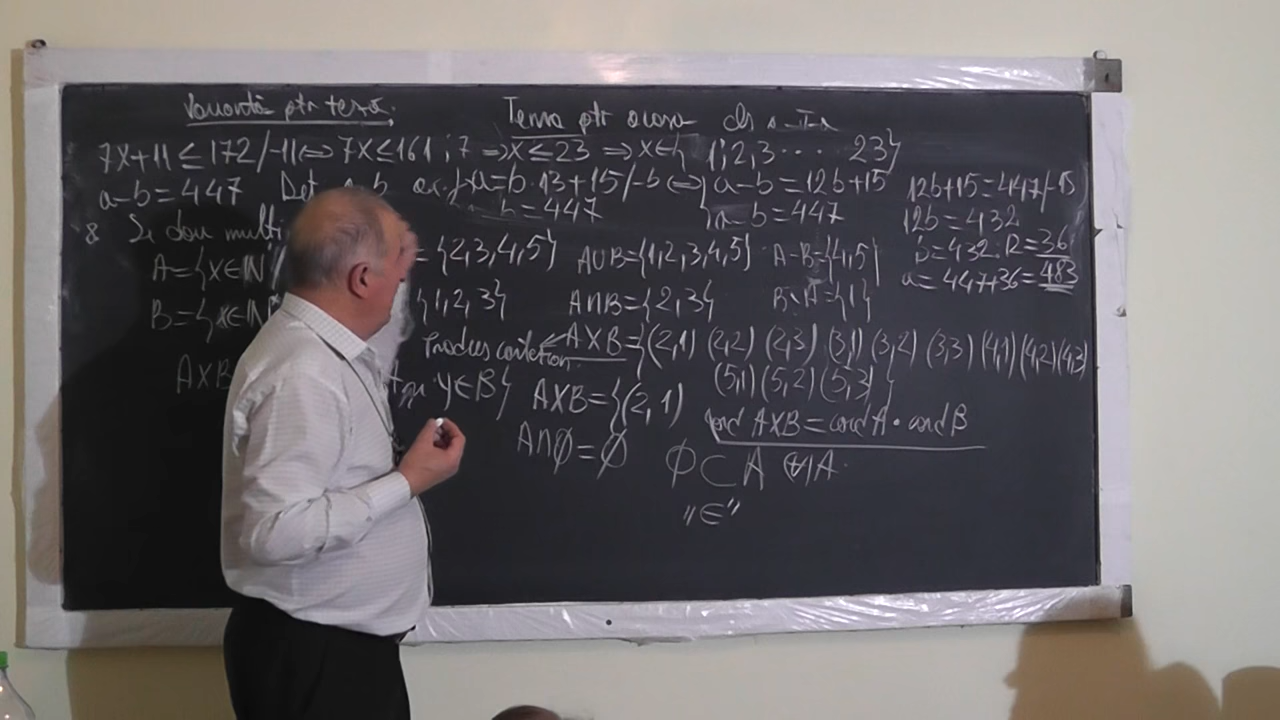 ptr teză. Tema ptr acasa
7x+11 ≤ 172 /-11 ⇔ 7x ≤ 161 : 7 ⇒ x ≤ 23 ⇒ x ∈ { 1; 2, 3 .... 23}
a-b = 447 a = b·13+15 /-b ⇔ { a-b = 12b+15 12b+15 = 447/-15
b = 447 a-b = 447 12b = 432
8 Se dau b = 432 : 12 = 36
A = {x∈N = {2,3,4,5} A∪B = {1,2,3,4,5} A-B = {4,5} a = 447+36 = 483
B = {x∈N {1,2,3} A∩B = {2,3} B\A = {1}
Produs cartezian A×B = {(2,1) (2,2) (2,3) (3,1) (3,2) (3,3) (4,1) (4,2) (4,3)
(5,1) (5,2) (5,3) }
A×B y∈B} A×B = {(2,1)
card A×B = card A · card B
A∩∅ = ∅ ∅ ⊂ A (∀) A.
"∈"